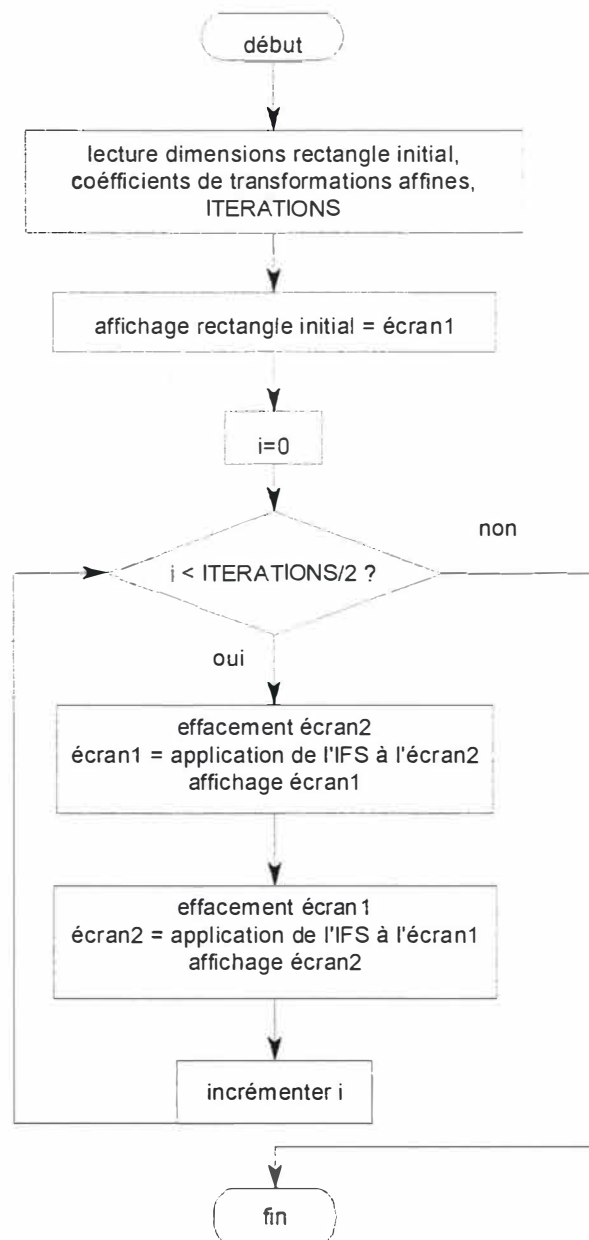 début
lecture dimensions rectangle initial,
coéfficients de transformations affines,
ITERATIONS
affichage rectangle initial = écran1
i=0
non
i < ITERATIONS/2 ?
oui
effacement écran2
écran1 = application de l'IFS à l'écran2
affichage écran1
effacement écran1
écran2 = application de l'IFS à l'écran1
affichage écran2
incrémenter i
fin